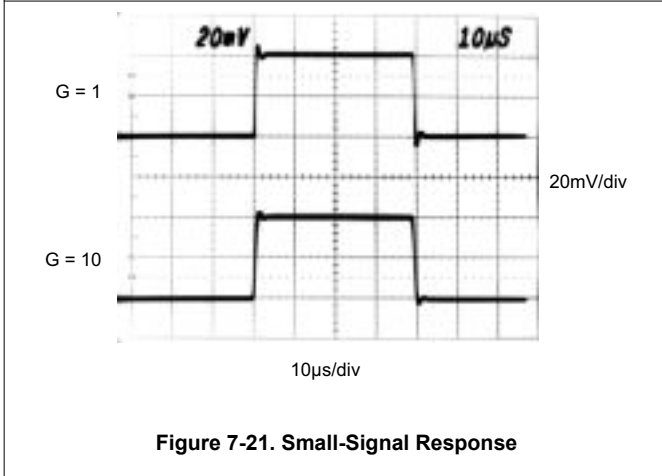 20mV 10µS
G = 1
20mV/div
G = 10
10µs/div
Figure 7-21. Small-Signal Response